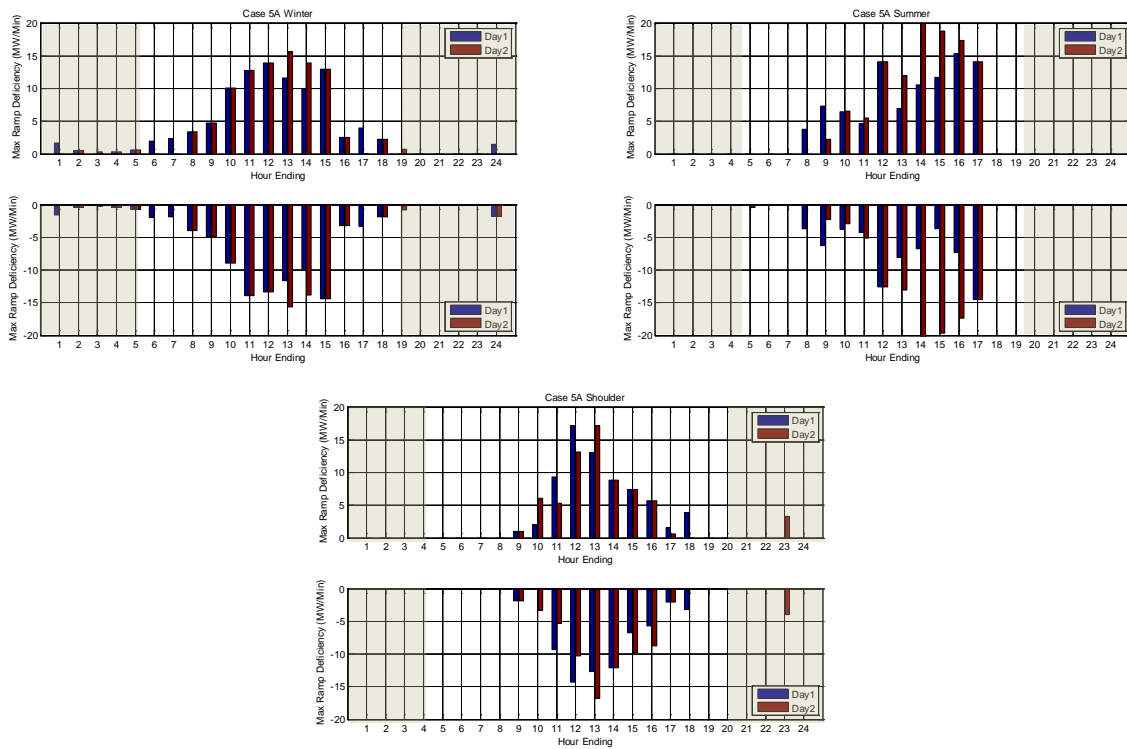 Case 5A Winter
Max Ramp Deficiency (MW/Min)
20
15
10
5
0
Day1
Day2
1 2 3 4 5 6 7 8 9 10 11 12 13 14 15 16 17 18 19 20 21 22 23 24
Hour Ending
Max Ramp Deficiency (MW/Min)
0
-5
-10
-15
-20
Day1
Day2
1 2 3 4 5 6 7 8 9 10 11 12 13 14 15 16 17 18 19 20 21 22 23 24
Hour Ending
Case 5A Summer
Max Ramp Deficiency (MW/Min)
20
15
10
5
0
Day1
Day2
1 2 3 4 5 6 7 8 9 10 11 12 13 14 15 16 17 18 19 20 21 22 23 24
Hour Ending
Max Ramp Deficiency (MW/Min)
0
-5
-10
-15
-20
Day1
Day2
1 2 3 4 5 6 7 8 9 10 11 12 13 14 15 16 17 18 19 20 21 22 23 24
Hour Ending
Case 5A Shoulder
Max Ramp Deficiency (MW/Min)
20
15
10
5
0
Day1
Day2
1 2 3 4 5 6 7 8 9 10 11 12 13 14 15 16 17 18 19 20 21 22 23 24
Hour Ending
Max Ramp Deficiency (MW/Min)
0
-5
-10
-15
-20
Day1
Day2
1 2 3 4 5 6 7 8 9 10 11 12 13 14 15 16 17 18 19 20 21 22 23 24
Hour Ending